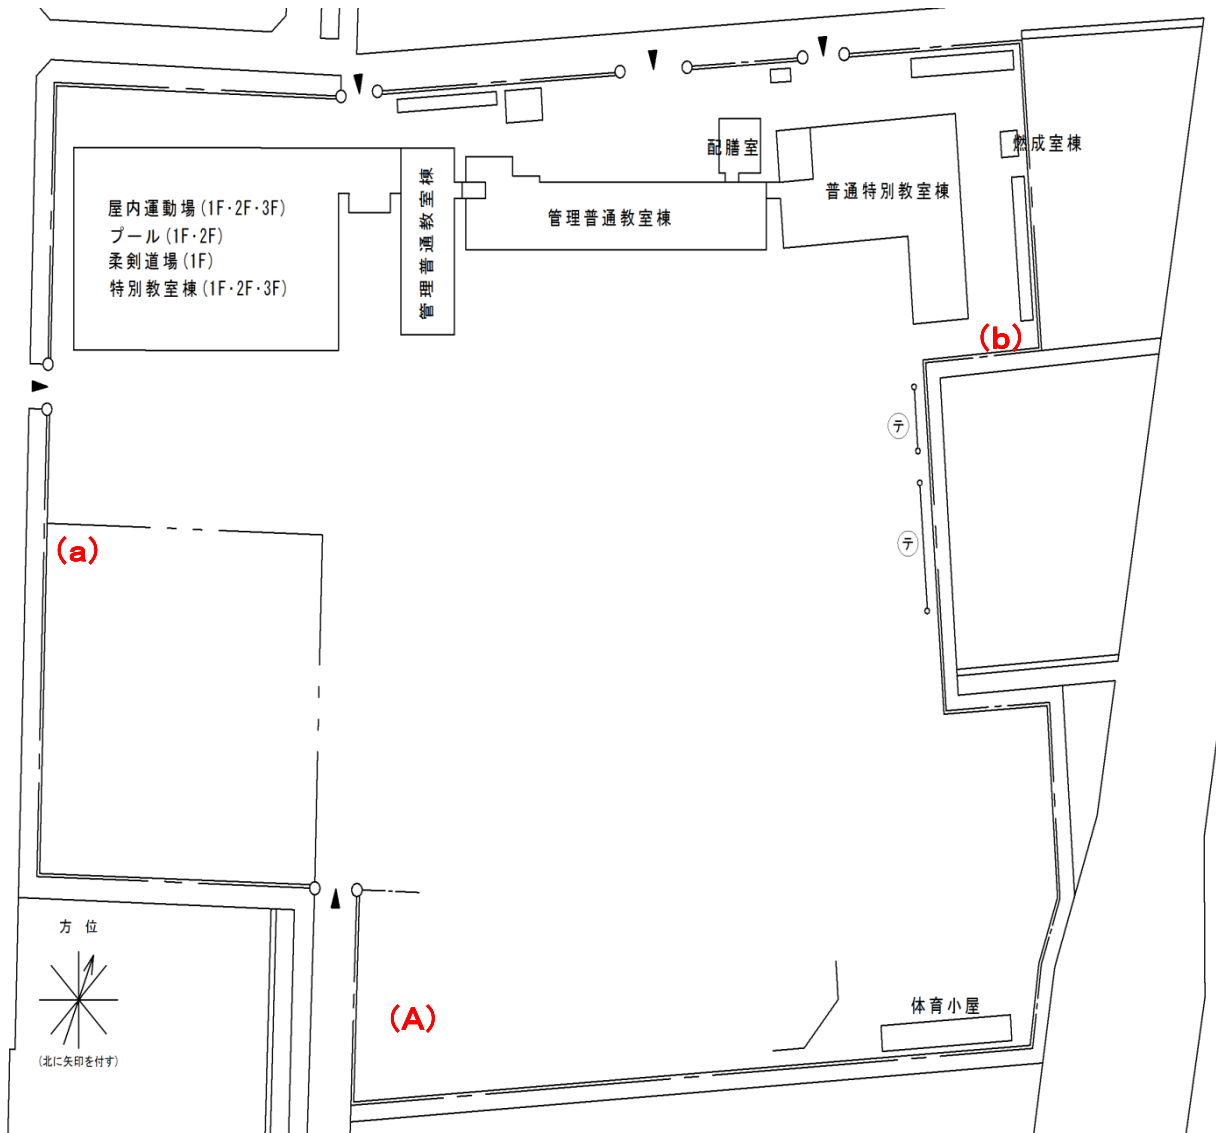 配膳室
燃成室棟
屋内運動場(1F・2F・3F)
プール(1F・2F)
柔剣道場(1F)
特別教室棟(1F・2F・3F)
管理普通教室棟
管理普通教室棟
普通特別教室棟
(b)
テ
テ
(a)
方位
(北に矢印を付す)
(A)
体育小屋